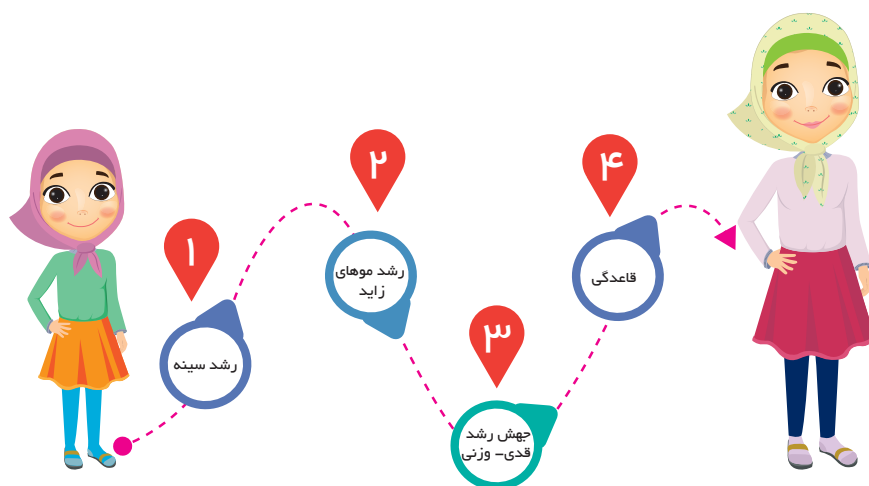 ۱
رشد سینه
۲
رشد موهای
زاید
۳
جهش رشد
قدی- وزنی
۴
قاعدگی